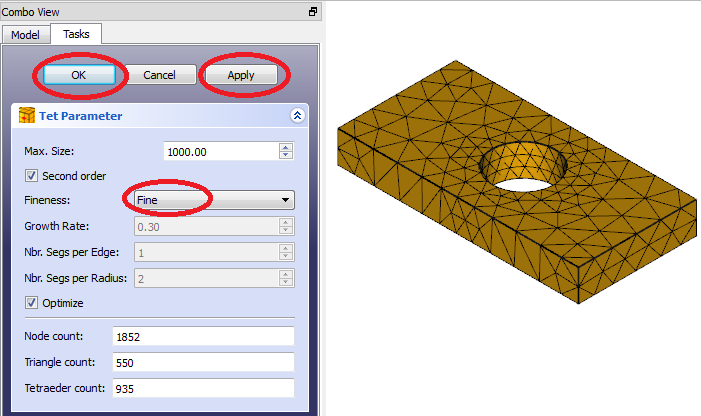 Combo View
Model Tasks
OK Cancel Apply
Tet Parameter
Max. Size: 1000.00
Second order
Fineness: Fine
Growth Rate: 0.30
Nbr. Segs per Edge: 1
Nbr. Segs per Radius: 2
Optimize
Node count: 1852
Triangle count: 550
Tetraeder count: 935